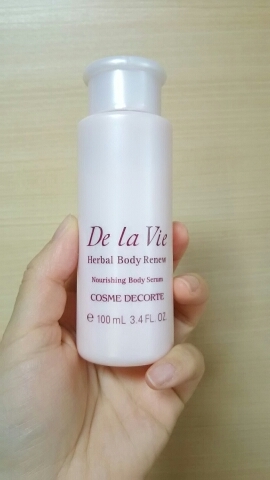 De la Vie
Herbal Body Renew
Nourishing Body Serum
COSME DECORTE
℮ 100 mL 3.4 FL. OZ.